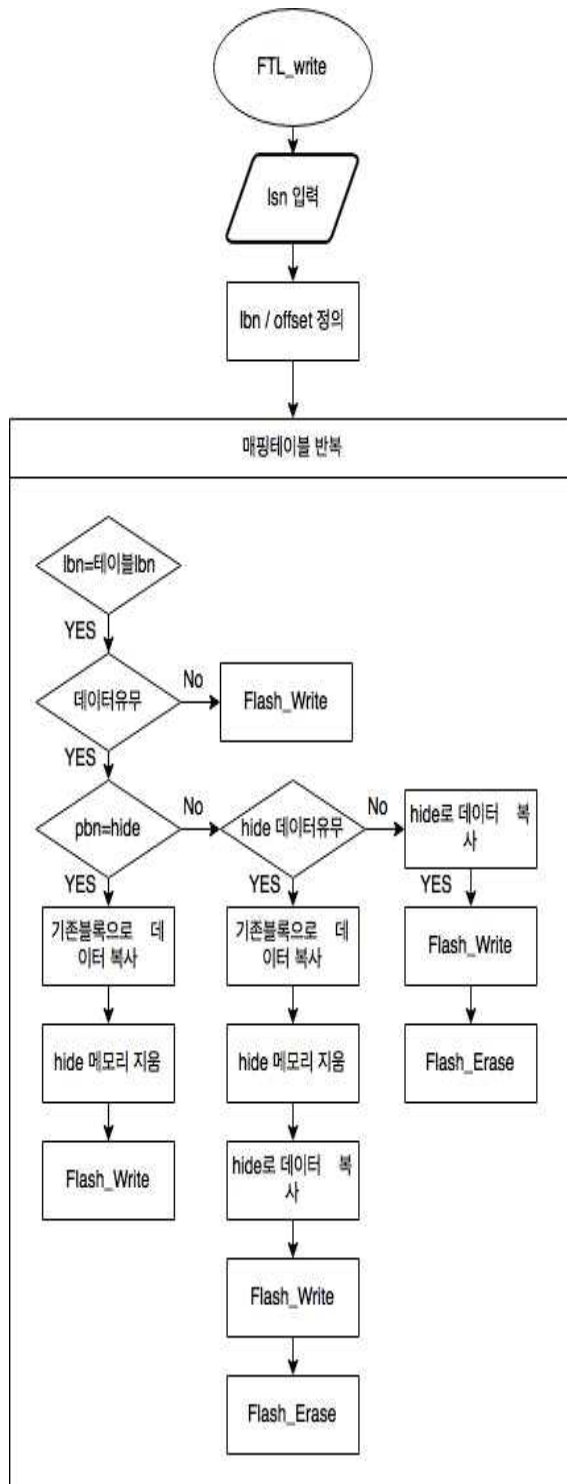 FTL_write
lsn 입력
lbn / offset 정의
매핑테이블 반복
lbn=테이블lbn
YES
데이터유무
No
Flash_Write
YES
pbn=hide
No
hide 데이터유무
No
hide로 데이터 복
사
YES
YES
YES
기존블록으로 데
이터 복사
기존블록으로 데
이터 복사
Flash_Write
hide 메모리 지움
hide 메모리 지움
Flash_Erase
Flash_Write
hide로 데이터 복
사
Flash_Write
Flash_Erase